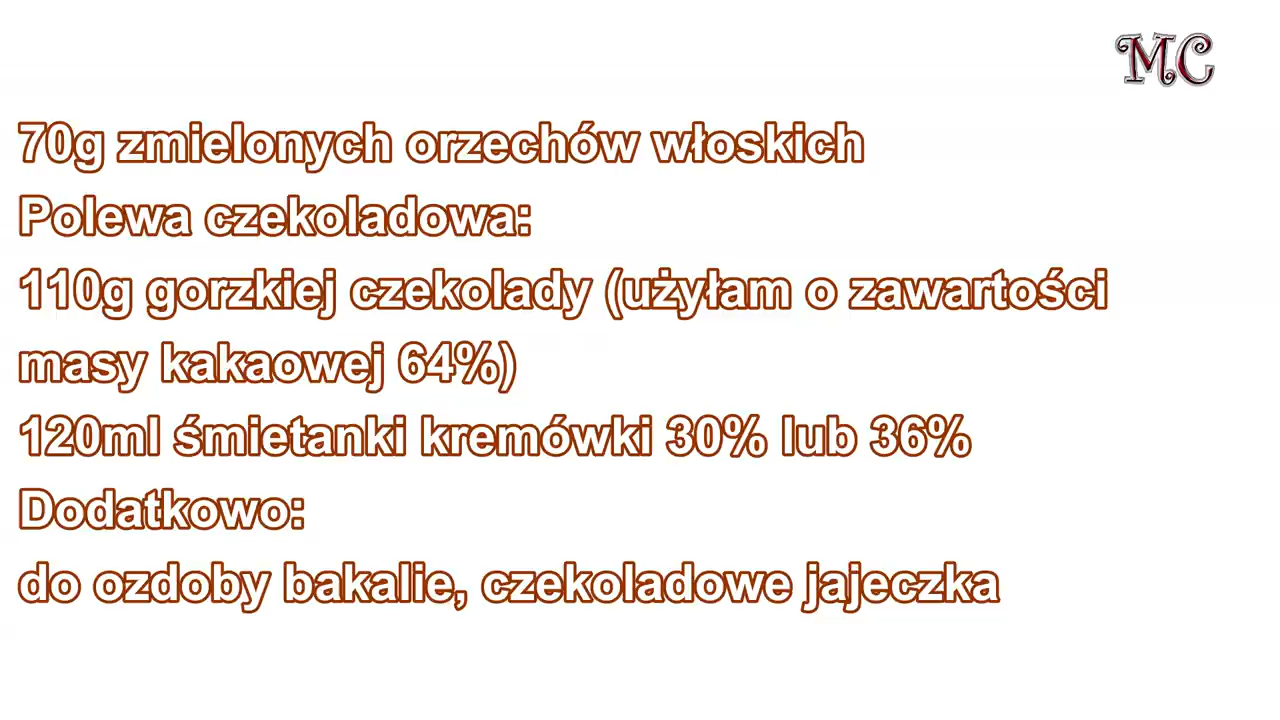 MC
70g zmielonych orzechów włoskich
Polewa czekoladowa:
110g gorzkiej czekolady (użyłam o zawartości
masy kakaowej 64%)
120ml śmietanki kremówki 30% lub 36%
Dodatkowo:
do ozdoby bakalie, czekoladowe jajeczka